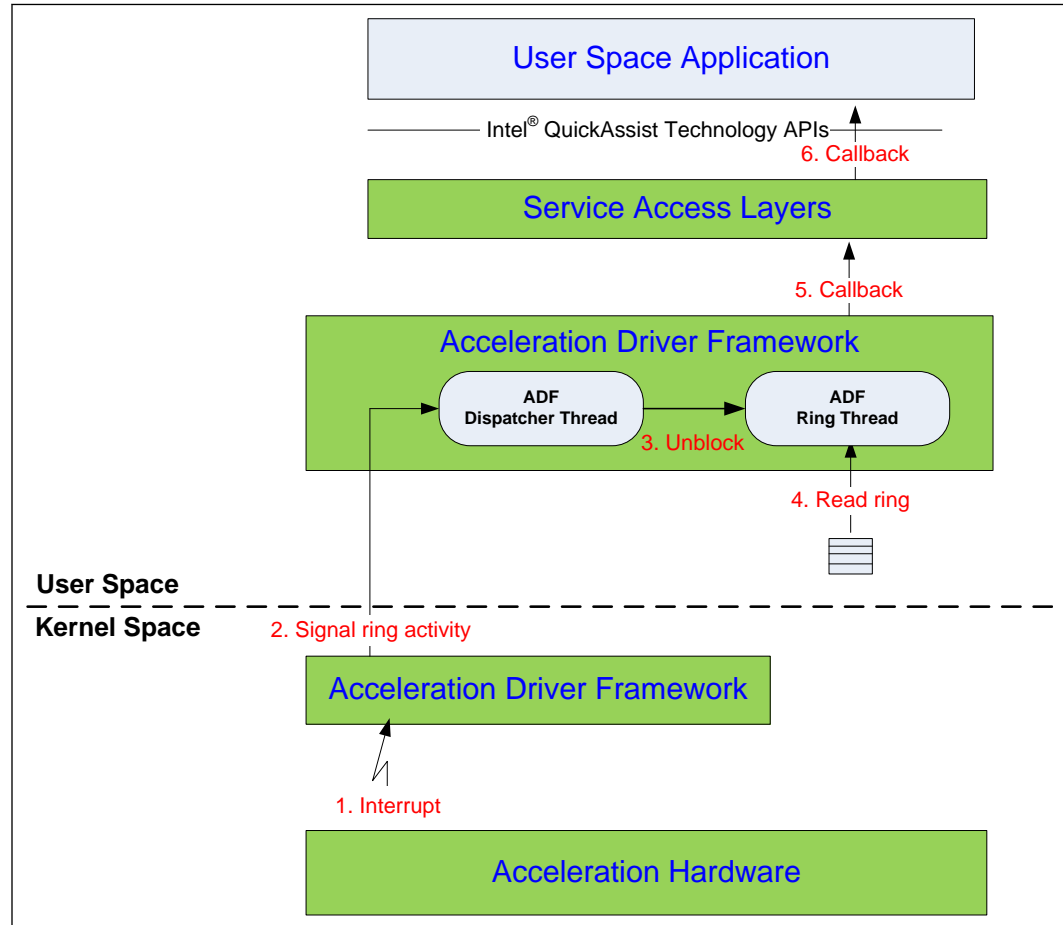 User Space Application
Intel® QuickAssist Technology APIs
6. Callback
Service Access Layers
5. Callback
Acceleration Driver Framework
ADF
Dispatcher Thread
ADF
Ring Thread
3. Unblock
4. Read ring
User Space
Kernel Space
2. Signal ring activity
Acceleration Driver Framework
1. Interrupt
Acceleration Hardware